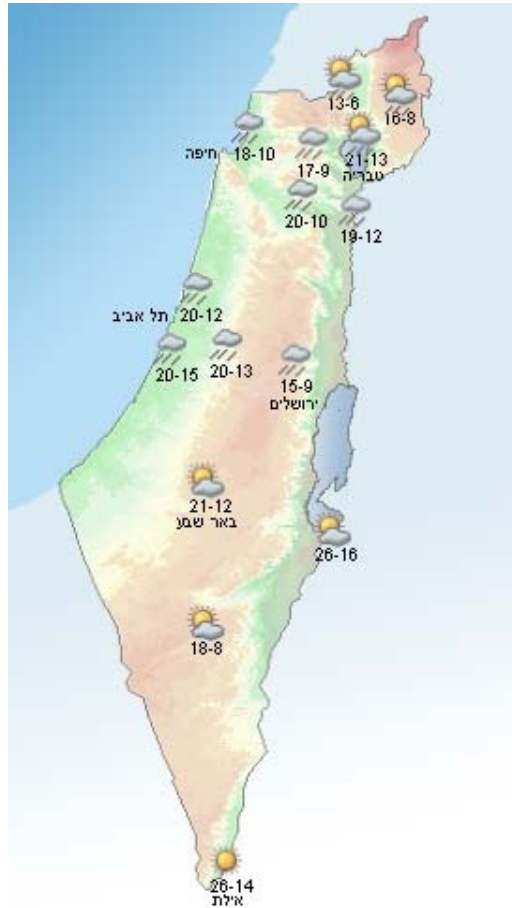 13-6
16-8
חיפה 18-10
17-9
21-13
טבריה
20-10
19-12
תל אביב 20-12
20-15
20-13
15-9
ירושלים
21-12
באר שבע
26-16
18-8
26-14
אילת